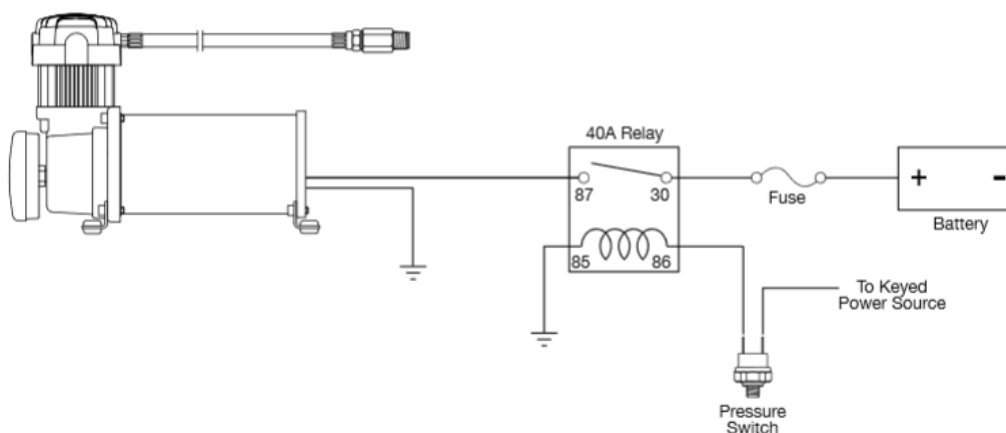 40A Relay
87 30
Fuse
+ -
Battery
85 86
To Keyed
Power Source
Pressure
Switch